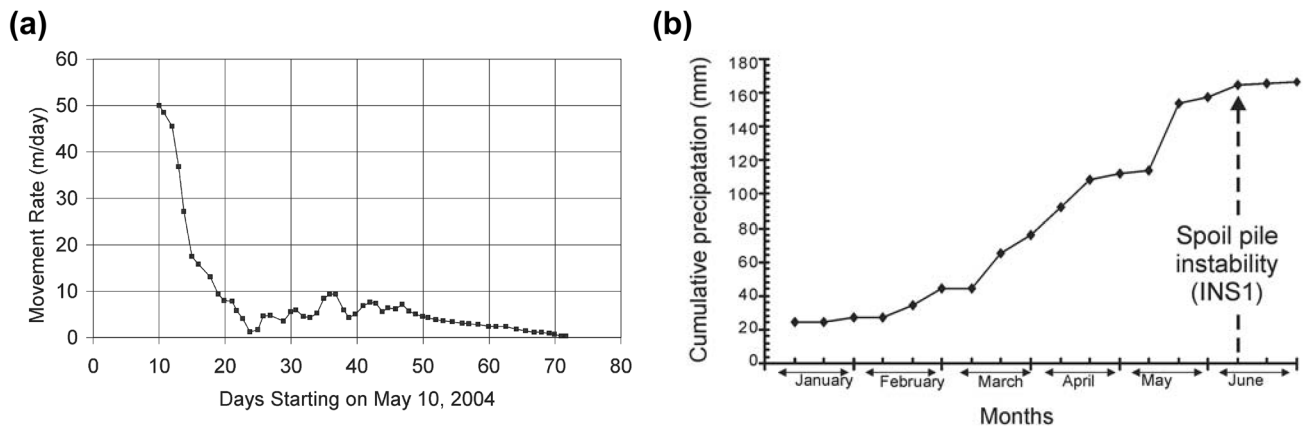 (a)
60
50
40
30
20
10
0
Movement Rate (m/day)
0 10 20 30 40 50 60 70 80
Days Starting on May 10, 2004
(b)
180
160
140
120
100
80
60
40
20
0
Cumulative precipatation (mm)
Spoil pile
instability
(INS1)
January February March April May June
Months